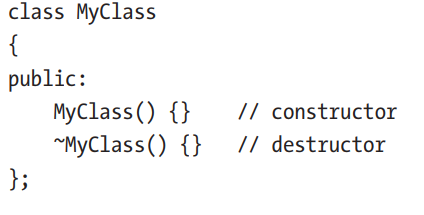 class MyClass
{
public:
    MyClass() {}    // constructor
    ~MyClass() {}   // destructor
};